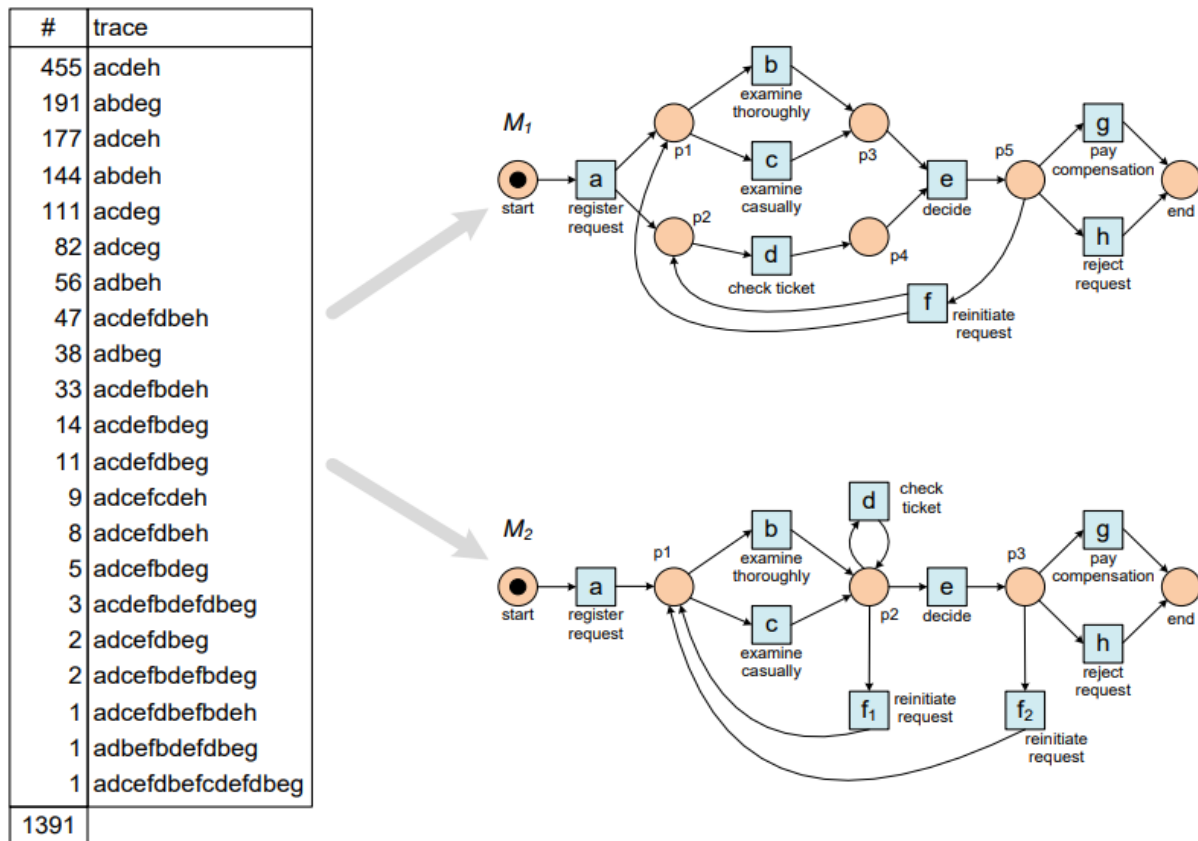 # trace
455 acdeh
191 abdeg
177 adceh
144 abdeh
111 acdeg
82 adceg
56 adbeh
47 acdefdbeh
38 adbeg
33 acdefbdeh
14 acdefbdeg
11 acdefdbeg
9 adcefcdeh
8 adcefdbeh
5 adcefbdeg
3 acdefbdefdbeg
2 adcefdbeg
2 adcefbdefbdeg
1 adcefdbefbdeh
1 adbefbdefdbeg
1 adcefdbefcdefdbeg
1391
M1
start
a
register
request
p1
p2
b
examine
thoroughly
c
examine
casually
d
check ticket
p3
p4
e
decide
p5
f
reinitiate
request
g
pay
compensation
h
reject
request
end
M2
start
a
register
request
p1
b
examine
thoroughly
c
examine
casually
d
check
ticket
p2
e
decide
p3
f1
reinitiate
request
f2
reinitiate
request
g
pay
compensation
h
reject
request
end